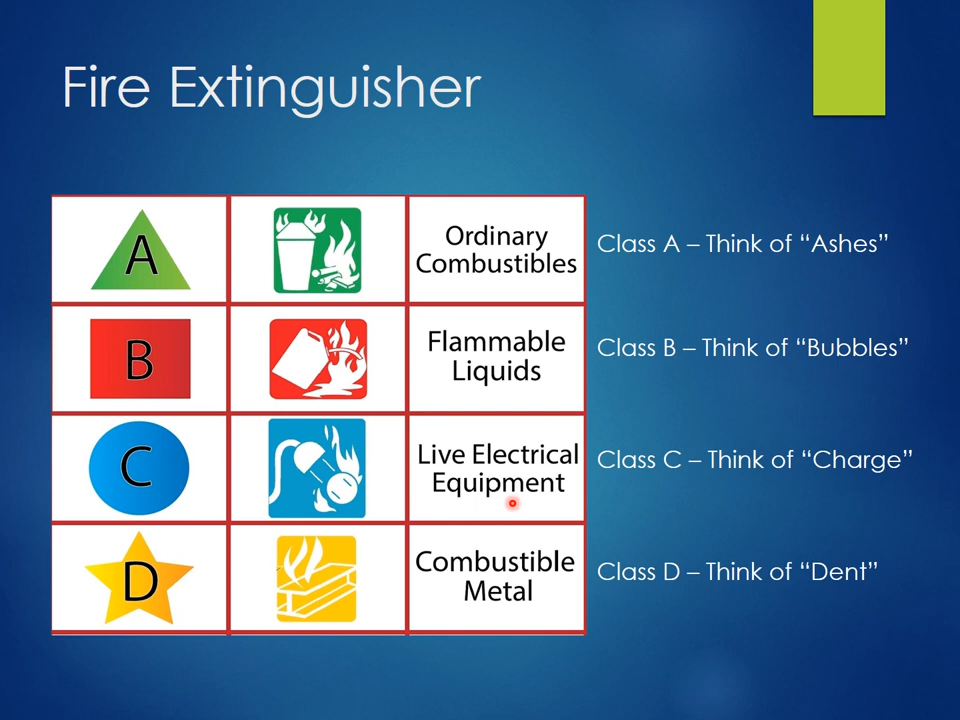 Fire Extinguisher
A
Ordinary
Combustibles
Class A – Think of “Ashes”
B
Flammable
Liquids
Class B – Think of “Bubbles”
C
Live Electrical
Equipment
Class C – Think of “Charge”
D
Combustible
Metal
Class D – Think of “Dent”